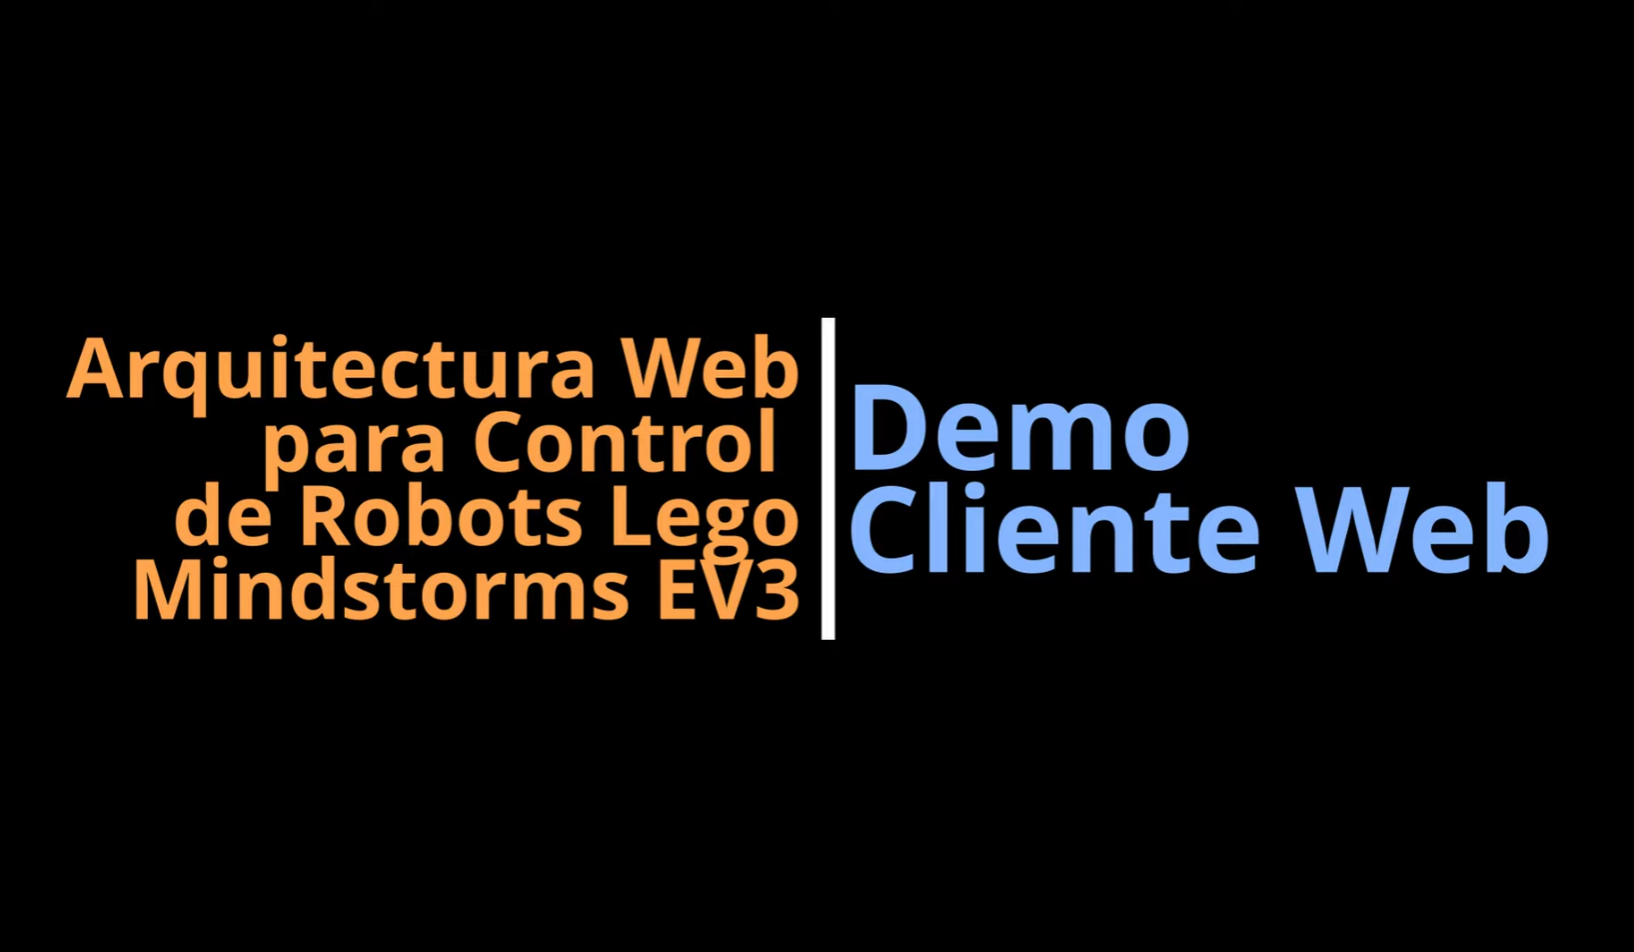 Arquitectura Web
para Control
de Robots Lego
Mindstorms EV3
Demo
Cliente Web